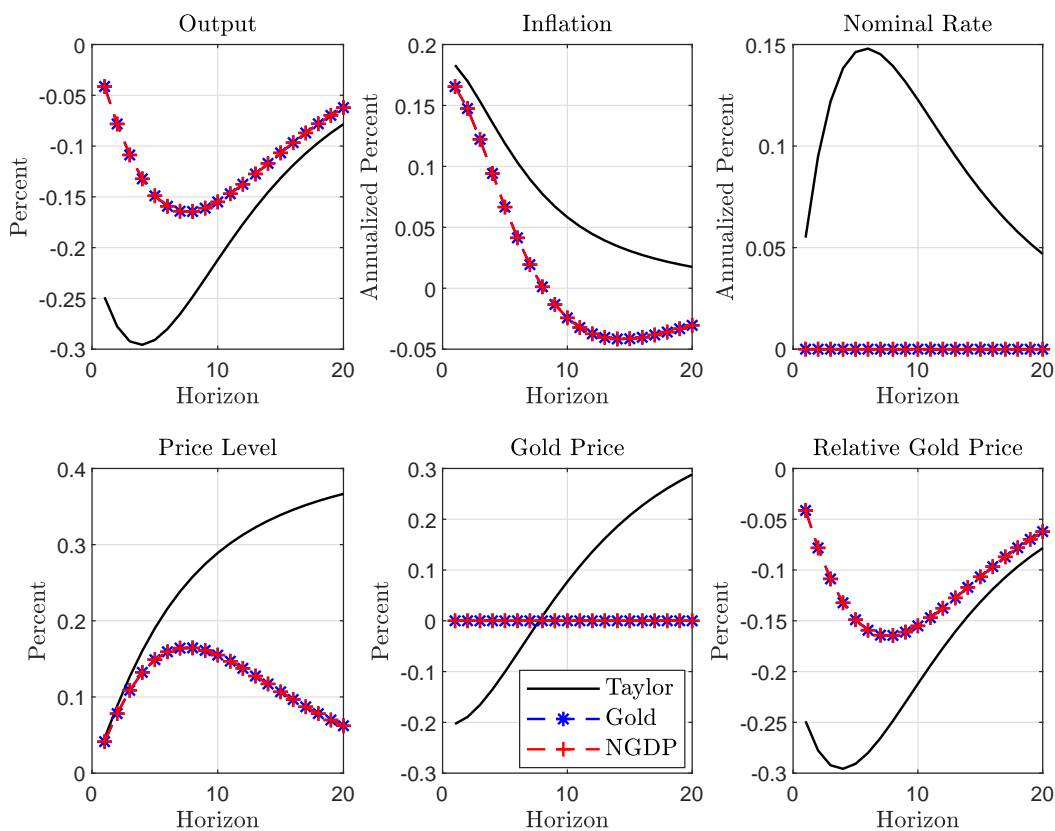 Output
Inflation
Nominal Rate
0
-0.05
-0.1
-0.15
-0.2
-0.25
-0.3
Percent
0
10
20
Horizon
0.2
0.15
0.1
0.05
0
-0.05
Annualized Percent
0
10
20
Horizon
0.15
0.1
0.05
0
Annualized Percent
0
10
20
Horizon
Price Level
Gold Price
Relative Gold Price
0.4
0.3
0.2
0.1
0
Percent
0
10
20
Horizon
0.3
0.2
0.1
0
-0.1
-0.2
-0.3
Percent
Taylor
Gold
NGDP
0
10
20
Horizon
0
-0.05
-0.1
-0.15
-0.2
-0.25
-0.3
Percent
0
10
20
Horizon